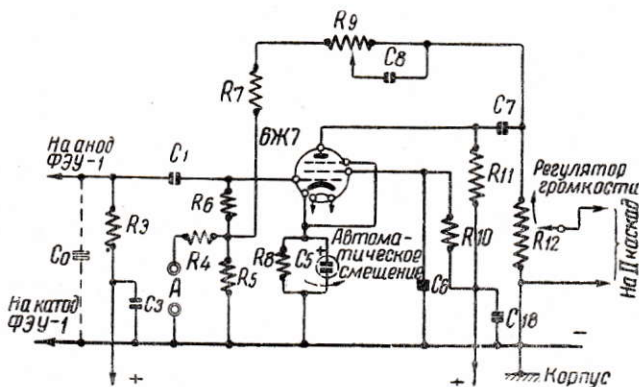 R9
C8
R7
6Ж7
C7
На анод
ФЭУ-1
C1
R6
R11
Регулятор
громкости
R3
R4
R10
R12
C0
A
R5
R8
C5
Автома-
тическое
смещение
На II каскад
C3
C6
C18
На катод
ФЭУ-1
+
+
−
Корпус